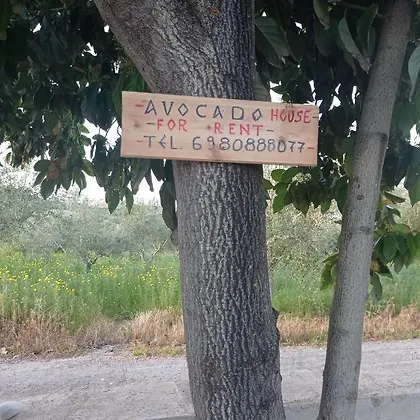 -AVOCADO HOUSE-
-FOR RENT-
-TEL. 6980888077-